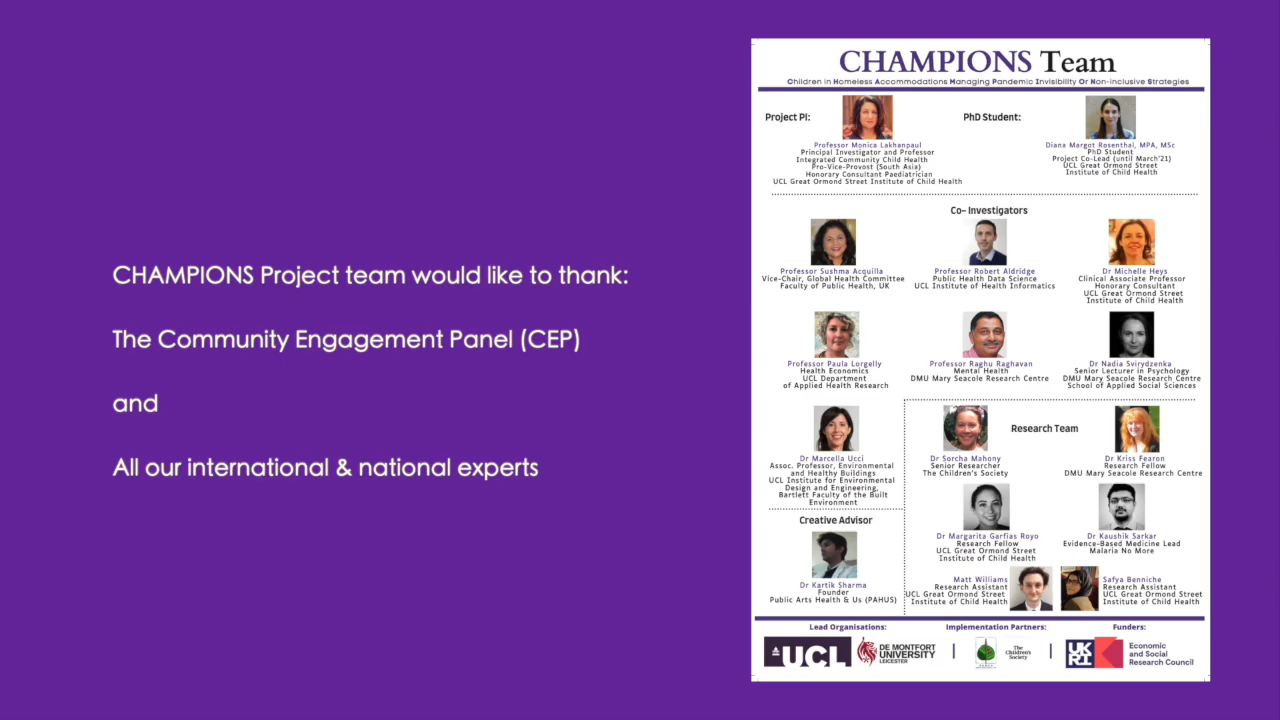 CHAMPIONS Project team would like to thank:
The Community Engagement Panel (CEP)
and
All our international & national experts
CHAMPIONS Team
Children in Homeless Accommodations Managing Pandemic Invisibility Or Non-inclusive Strategies
Project PI:
Professor Monica Lakhanpaul
Principal Investigator and Professor
Integrated Community Child Health
Pro-Vice-Provost (South Asia)
Honorary Consultant Paediatrician
UCL Great Ormond Street Institute of Child Health
PhD Student:
Diana Margot Rosenthal, MPA, MSc
PhD Student
Project Co-Lead (until March'21)
UCL Great Ormond Street
Institute of Child Health
Co- Investigators
Professor Sushma Acquilla
Vice-Chair, Global Health Committee
Faculty of Public Health, UK
Professor Robert Aldridge
Public Health Data Science
UCL Institute of Health Informatics
Dr Michelle Heys
Clinical Associate Professor
Honorary Consultant
UCL Great Ormond Street
Institute of Child Health
Professor Paula Lorgelly
Health Economics
UCL Department
of Applied Health Research
Professor Raghu Raghavan
Mental Health
DMU Mary Seacole Research Centre
Dr Nadia Svirydzenka
Senior Lecturer in Psychology
DMU Mary Seacole Research Centre
School of Applied Social Sciences
Dr Marcella Ucci
Assoc. Professor, Environmental
and Healthy Buildings
UCL Institute for Environmental
Design and Engineering,
Bartlett Faculty of the Built
Environment
Research Team
Dr Sorcha Mahony
Senior Researcher
The Children's Society
Dr Kriss Fearon
Research Fellow
DMU Mary Seacole Research Centre
Dr Margarita Garfias Royo
Research Fellow
UCL Great Ormond Street
Institute of Child Health
Dr Kaushik Sarkar
Evidence-Based Medicine Lead
Malaria No More
Matt Williams
Research Assistant
UCL Great Ormond Street
Institute of Child Health
Safya Benniche
Research Assistant
UCL Great Ormond Street
Institute of Child Health
Creative Advisor
Dr Kartik Sharma
Founder
Public Arts Health & Us (PAHUS)
Lead Organisations:
UCL
DE MONTFORT
UNIVERSITY
LEICESTER
Implementation Partners:
The
Children's
Society
Funders:
UK
RI
Economic
and Social
Research Council